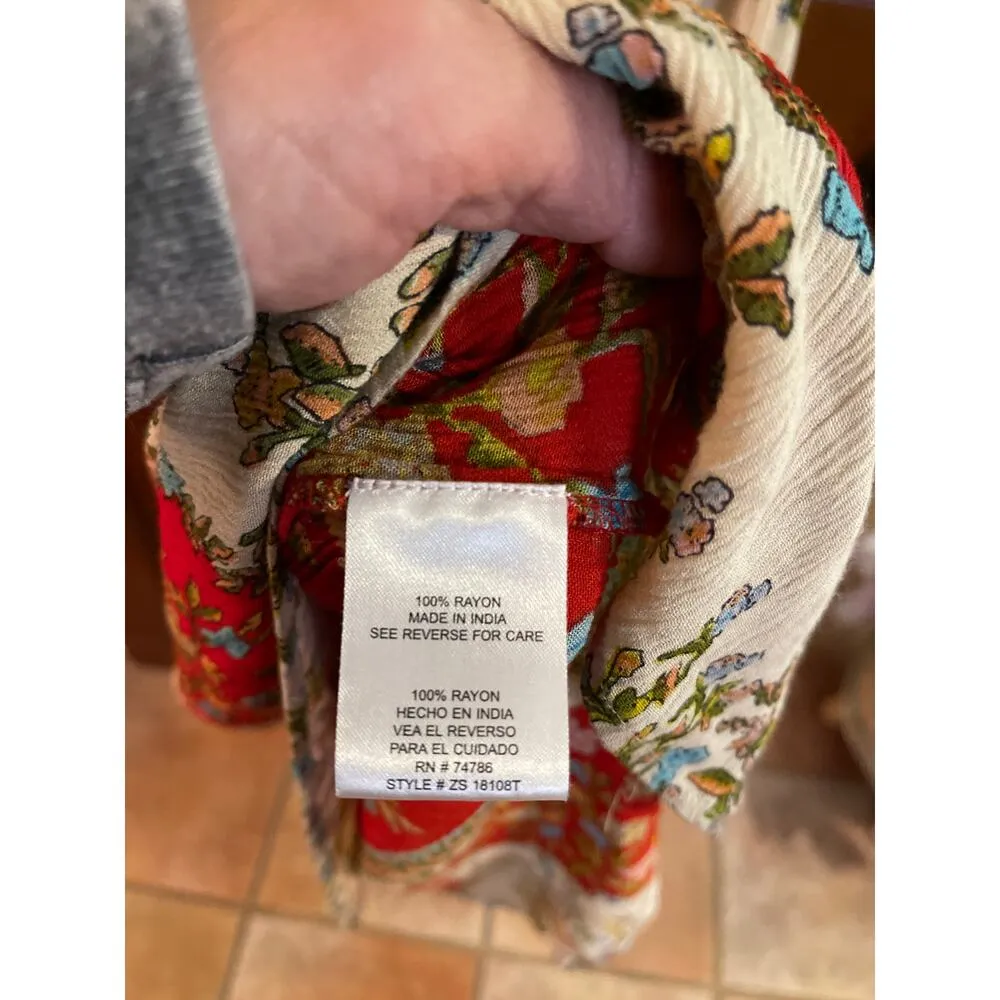 100% RAYON
MADE IN INDIA
SEE REVERSE FOR CARE
100% RAYON
HECHO EN INDIA
VEA EL REVERSO
PARA EL CUIDADO
RN # 74786
STYLE # ZS 18108T